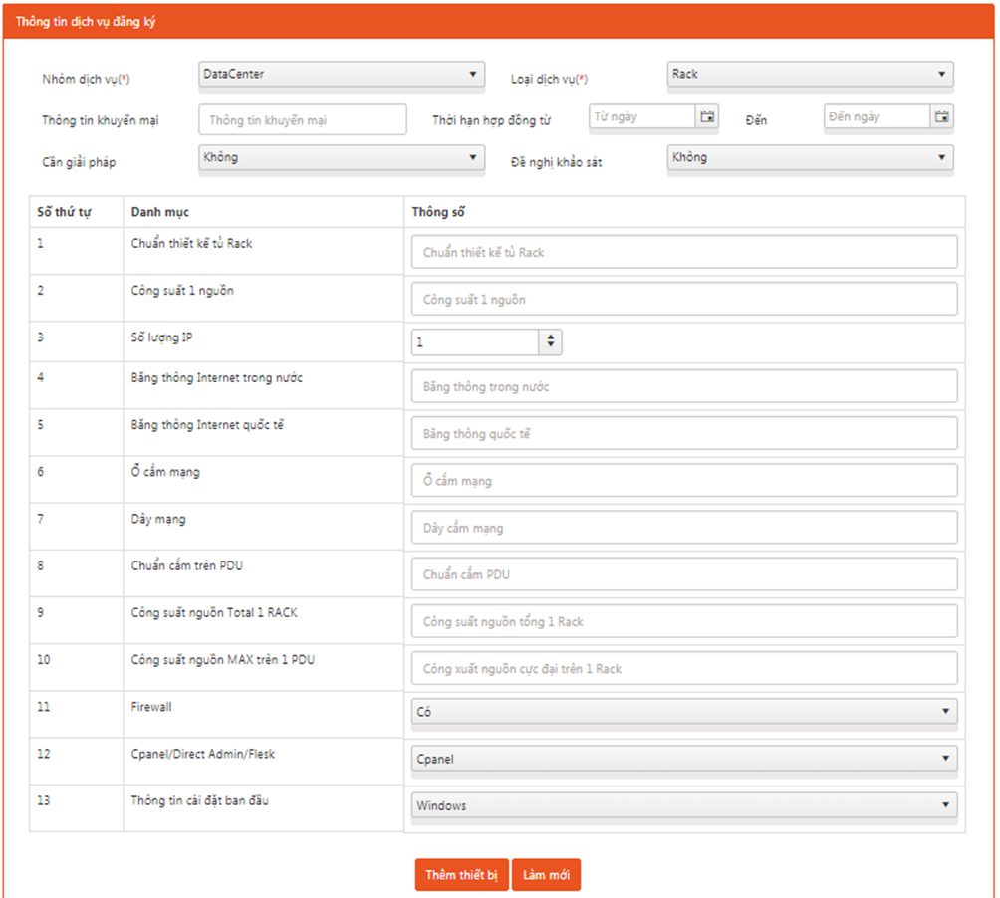 Thông tin dịch vụ đăng ký
Nhóm dịch vụ(*) DataCenter Loại dịch vụ(*) Rack
Thông tin khuyến mại Thông tin khuyến mại Thời hạn hợp đồng từ Từ ngày Đến Đến ngày
Cần giải pháp Không Đề nghị khảo sát Không
Số thứ tự Danh mục Thông số
1 Chuẩn thiết kế tủ Rack Chuẩn thiết kế tủ Rack
2 Công suất 1 nguồn Công suất 1 nguồn
3 Số lượng IP 1
4 Băng thông Internet trong nước Băng thông trong nước
5 Băng thông Internet quốc tế Băng thông quốc tế
6 Ổ cắm mạng Ổ cắm mạng
7 Dây mạng Dây cắm mạng
8 Chuẩn cắm trên PDU Chuẩn cắm PDU
9 Công suất nguồn Total 1 RACK Công suất nguồn tổng 1 Rack
10 Công suất nguồn MAX trên 1 PDU Công xuất nguồn cực đại trên 1 Rack
11 Firewall Có
12 Cpanel/Direct Admin/Flesk Cpanel
13 Thông tin cài đặt ban đầu Windows
Thêm thiết bị Làm mới